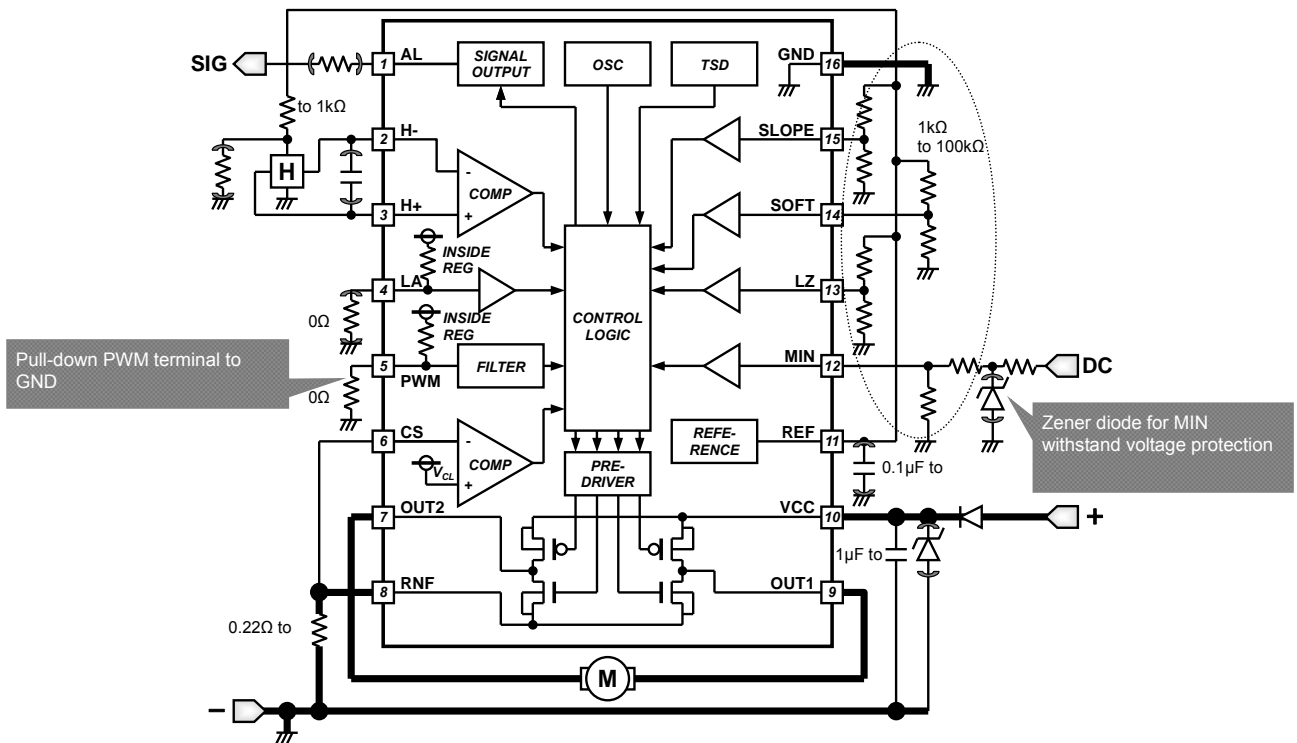 SIG
to 1kΩ
H
1
AL
SIGNAL
OUTPUT
OSC
TSD
GND
16
2
H-
-
COMP
+
3
H+
SLOPE
15
1kΩ
to 100kΩ
SOFT
14
INSIDE
REG
4
LA
0Ω
CONTROL
LOGIC
LZ
13
INSIDE
REG
Pull-down PWM terminal to
GND
5
PWM
0Ω
FILTER
MIN
12
DC
Zener diode for MIN
withstand voltage protection
6
CS
-
COMP
+
VCL
REFE-
RENCE
REF
11
0.1µF to
PRE-
DRIVER
7
OUT2
VCC
10
+
1µF to
8
RNF
OUT1
9
0.22Ω to
M
–